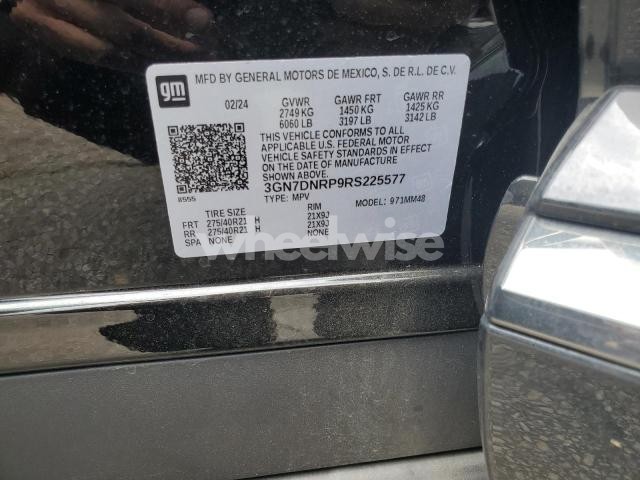 gm
MFD BY GENERAL MOTORS DE MEXICO, S. DE R.L. DE C.V.
02/24 GVWR GAWR FRT GAWR RR
2749 KG 1450 KG 1425 KG
6060 LB 3197 LB 3142 LB
THIS VEHICLE CONFORMS TO ALL
APPLICABLE U.S. FEDERAL MOTOR
VEHICLE SAFETY STANDARDS IN EFFECT
ON THE DATE OF MANUFACTURE
SHOWN ABOVE.
3GN7DNRP9RS225577
8555 TYPE: MPV MODEL: 971MM48
TIRE SIZE RIM
FRT 275/40R21 H 21X9J
RR 275/40R21 H 21X9J
SPA NONE NONE
wheelwise